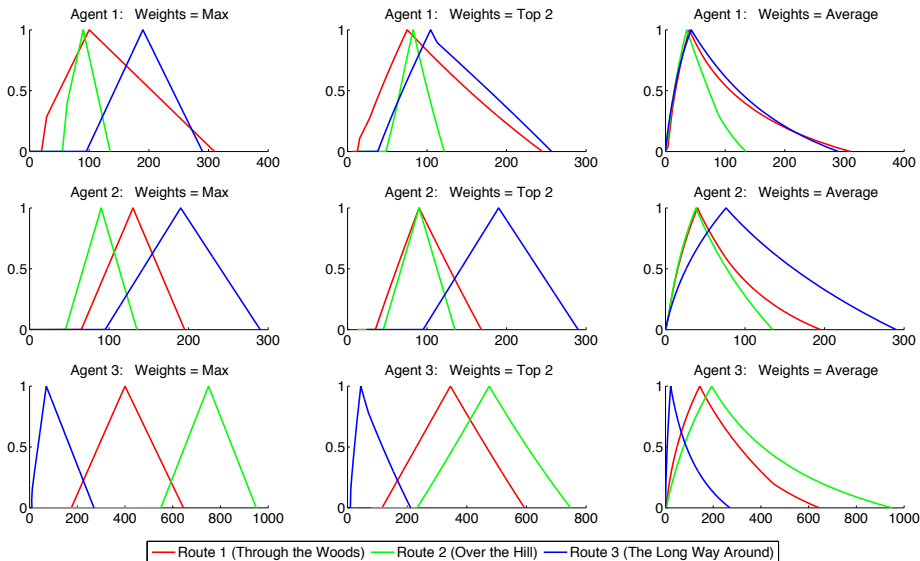 Agent 1: Weights = Max
Agent 1: Weights = Top 2
Agent 1: Weights = Average
1
0.5
0
0 100 200 300 400
1
0.5
0
0 100 200 300
1
0.5
0
0 100 200 300 400
Agent 2: Weights = Max
Agent 2: Weights = Top 2
Agent 2: Weights = Average
1
0.5
0
0 100 200 300
1
0.5
0
0 100 200 300
1
0.5
0
0 100 200 300
Agent 3: Weights = Max
Agent 3: Weights = Top 2
Agent 3: Weights = Average
1
0.5
0
0 200 400 600 800 1000
1
0.5
0
0 200 400 600 800
1
0.5
0
0 200 400 600 800 1000
Route 1 (Through the Woods) Route 2 (Over the Hill) Route 3 (The Long Way Around)